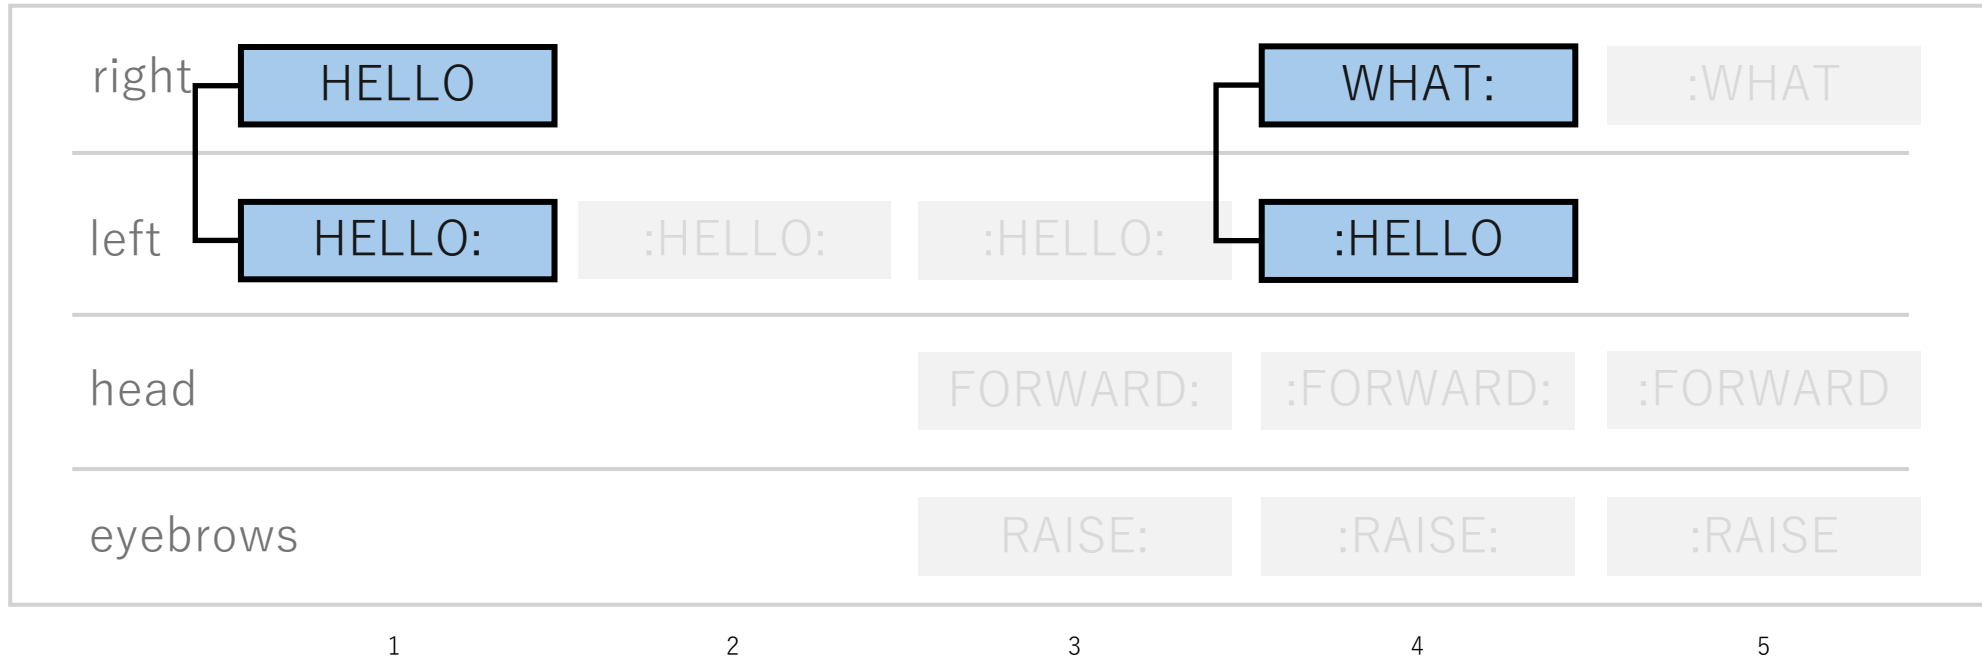 right HELLO WHAT: :WHAT
left HELLO: :HELLO: :HELLO: :HELLO
head FORWARD: :FORWARD: :FORWARD
eyebrows RAISE: :RAISE: :RAISE
1 2 3 4 5